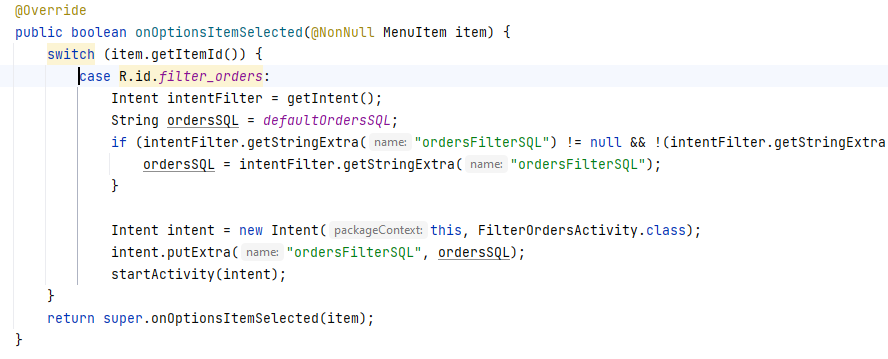 @Override
public boolean onOptionsItemSelected(@NonNull MenuItem item) {
switch (item.getItemId()) {
case R.id.filter_orders:
Intent intentFilter = getIntent();
String ordersSQL = defaultOrdersSQL;
if (intentFilter.getStringExtra( name: "ordersFilterSQL") != null && !(intentFilter.getStringExtra
ordersSQL = intentFilter.getStringExtra( name: "ordersFilterSQL");
}
Intent intent = new Intent( packageContext: this, FilterOrdersActivity.class);
intent.putExtra( name: "ordersFilterSQL", ordersSQL);
startActivity(intent);
}
return super.onOptionsItemSelected(item);
}